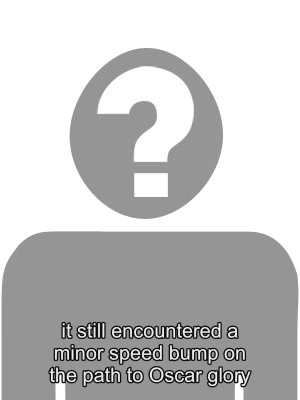 ?
it still encountered a
minor speed bump on
the path to Oscar glory